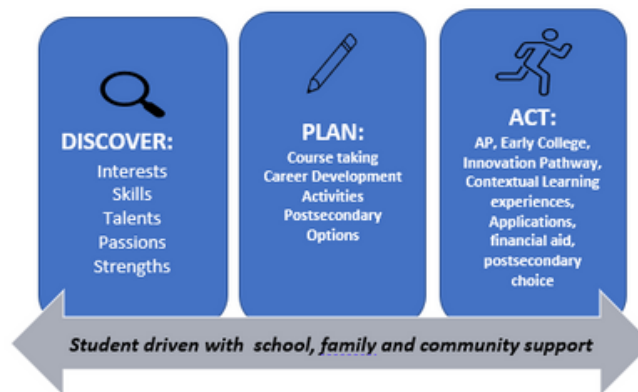 DISCOVER:
Interests
Skills
Talents
Passions
Strengths
PLAN:
Course taking
Career Development
Activities
Postsecondary
Options
ACT:
AP, Early College,
Innovation Pathway,
Contextual Learning
experiences,
Applications,
financial aid,
postsecondary
choice
Student driven with school, family and community support